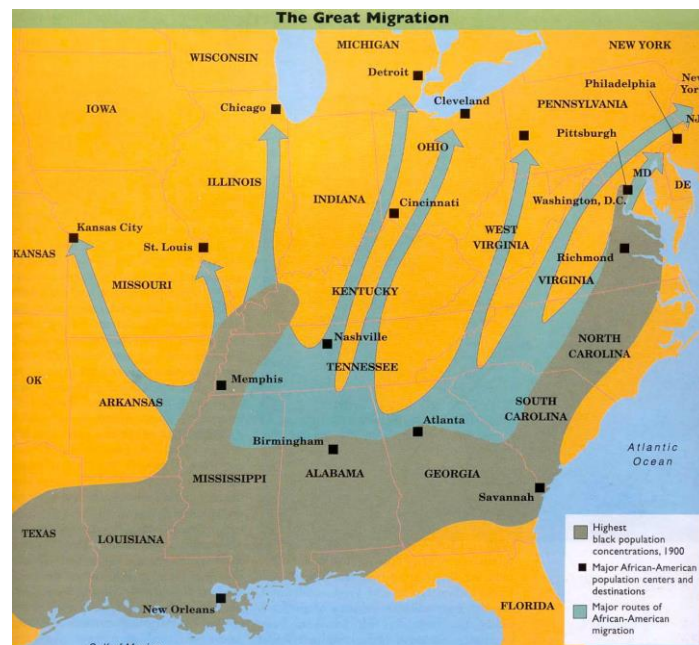 The Great Migration
WISCONSIN
MICHIGAN
NEW YORK
Detroit
Philadelphia
New
York
IOWA
Chicago
Cleveland
PENNSYLVANIA
NJ
OHIO
Pittsburgh
ILLINOIS
INDIANA
MD
DE
Washington, D.C.
Cincinnati
Kansas City
WEST
VIRGINIA
St. Louis
Richmond
KANSAS
MISSOURI
VIRGINIA
KENTUCKY
Nashville
NORTH
CAROLINA
TENNESSEE
OK
Memphis
ARKANSAS
SOUTH
CAROLINA
Atlanta
Birmingham
Atlantic
Ocean
MISSISSIPPI
ALABAMA
GEORGIA
Savannah
TEXAS
LOUISIANA
Highest
black population
concentrations, 1900
Major African-American
population centers and
destinations
New Orleans
FLORIDA
Major routes of
African-American
migration